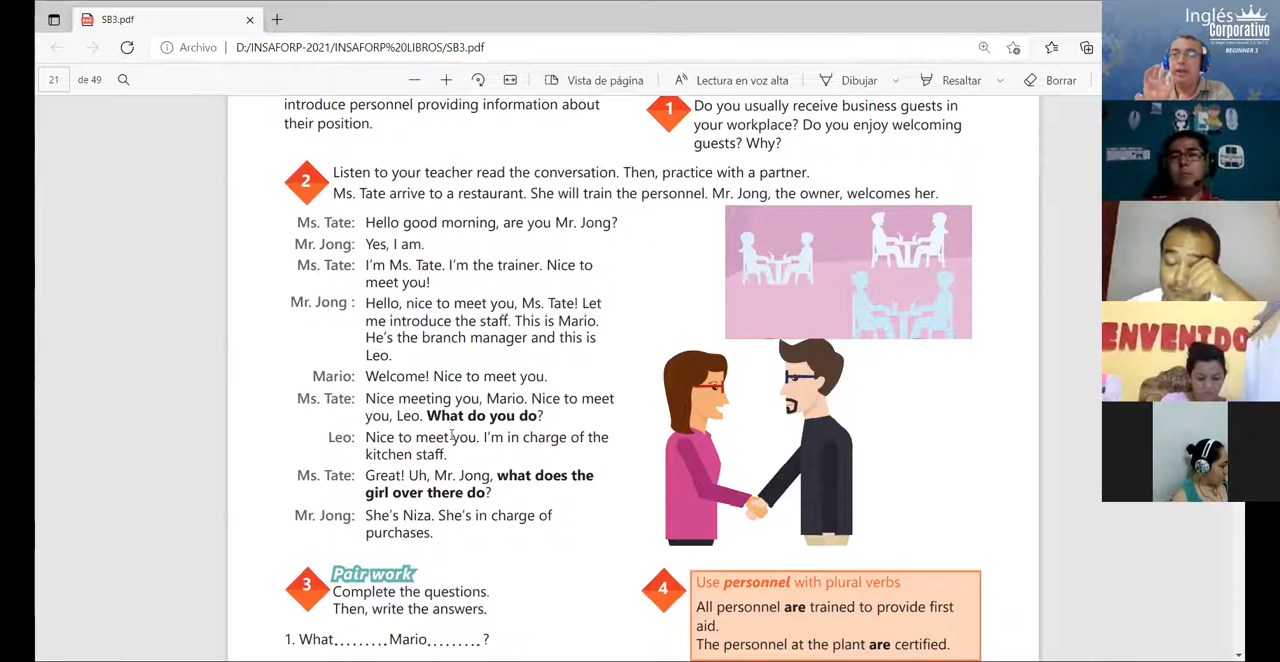 SB3.pdf
Archivo | D:/INSAFORP-2021/INSAFORP%20LIBROS/SB3.pdf
21 de 49 Vista de página Lectura en voz alta Dibujar Resaltar Borrar
introduce personnel providing information about
their position.
1 Do you usually receive business guests in
your workplace? Do you enjoy welcoming
guests? Why?
2 Listen to your teacher read the conversation. Then, practice with a partner.
Ms. Tate arrive to a restaurant. She will train the personnel. Mr. Jong, the owner, welcomes her.
Ms. Tate: Hello good morning, are you Mr. Jong?
Mr. Jong: Yes, I am.
Ms. Tate: I'm Ms. Tate. I'm the trainer. Nice to
meet you!
Mr. Jong : Hello, nice to meet you, Ms. Tate! Let
me introduce the staff. This is Mario.
He's the branch manager and this is
Leo.
Mario: Welcome! Nice to meet you.
Ms. Tate: Nice meeting you, Mario. Nice to meet
you, Leo. What do you do?
Leo: Nice to meet you. I'm in charge of the
kitchen staff.
Ms. Tate: Great! Uh, Mr. Jong, what does the
girl over there do?
Mr. Jong: She's Niza. She's in charge of
purchases.
3 Pair work
Complete the questions.
Then, write the answers.
1. What......... Mario......... ?
4 Use personnel with plural verbs
All personnel are trained to provide first
aid.
The personnel at the plant are certified.
Inglés
Corporativo
BEGINNER 3
ENVENIDO